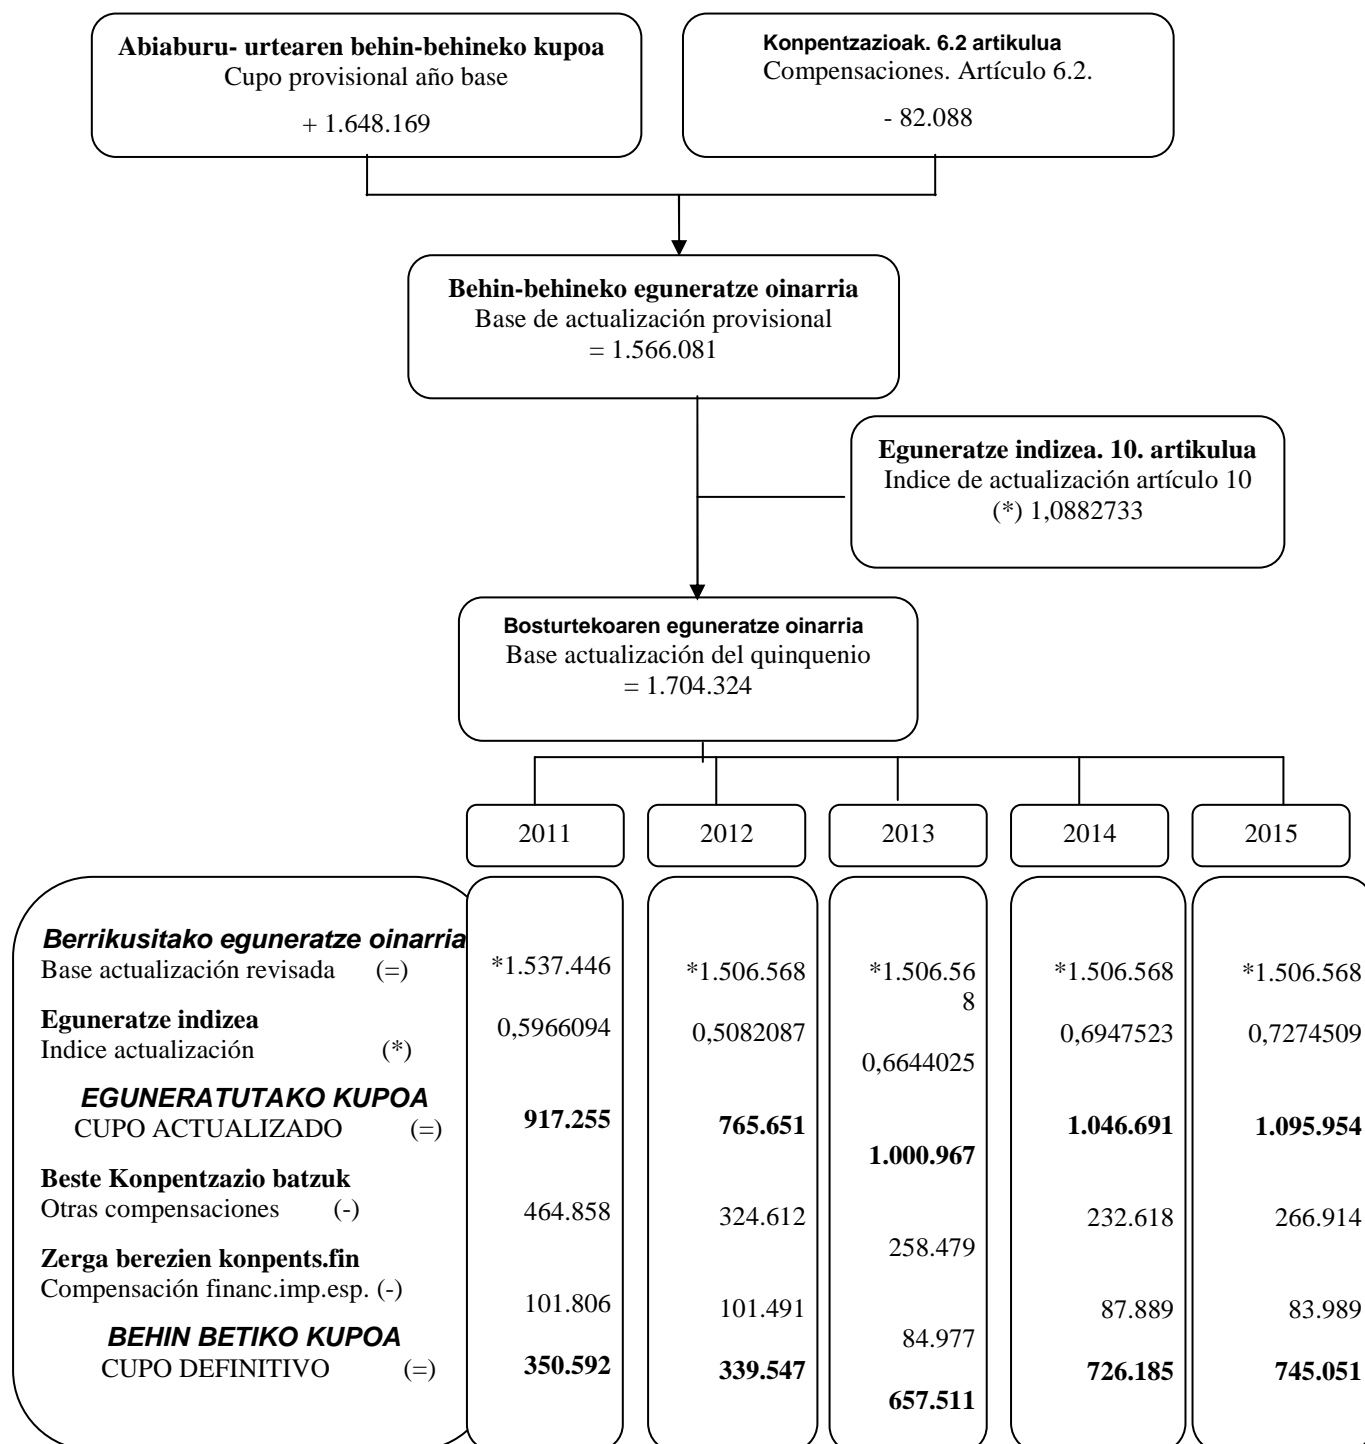 Abiaburu- urtearen behin-behineko kupoa
Cupo provisional año base
+ 1.648.169
Konpentzazioak. 6.2 artikulua
Compensaciones. Artículo 6.2.
- 82.088
Behin-behineko eguneratze oinarria
Base de actualización provisional
= 1.566.081
Eguneratze indizea. 10. artikulua
Indice de actualización artículo 10
(*) 1,0882733
Bosturtekoaren eguneratze oinarria
Base actualización del quinquenio
= 1.704.324
2011 2012 2013 2014 2015
Berrikusitako eguneratze oinarria
Base actualización revisada (=) *1.537.446 *1.506.568 *1.506.56 *1.506.568 *1.506.568
8
Eguneratze indizea
Indice actualización (*) 0,5966094 0,5082087 0,6644025 0,6947523 0,7274509
EGUNERATUTAKO KUPOA
CUPO ACTUALIZADO (=) 917.255 765.651 1.000.967 1.046.691 1.095.954
Beste Konpentzazio batzuk
Otras compensaciones (-) 464.858 324.612 258.479 232.618 266.914
Zerga berezien konpents.fin
Compensación financ.imp.esp. (-) 101.806 101.491 84.977 87.889 83.989
BEHIN BETIKO KUPOA
CUPO DEFINITIVO (=) 350.592 339.547 657.511 726.185 745.051